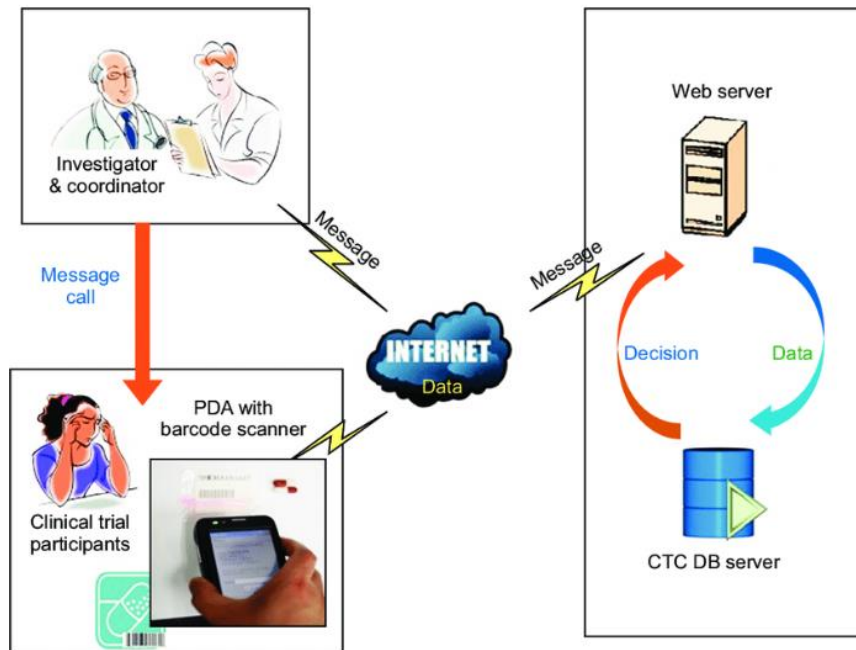 Investigator
& coordinator
Message
call
Message
INTERNET
Data
Message
Web server
Decision
Data
CTC DB server
PDA with
barcode scanner
Clinical trial
participants